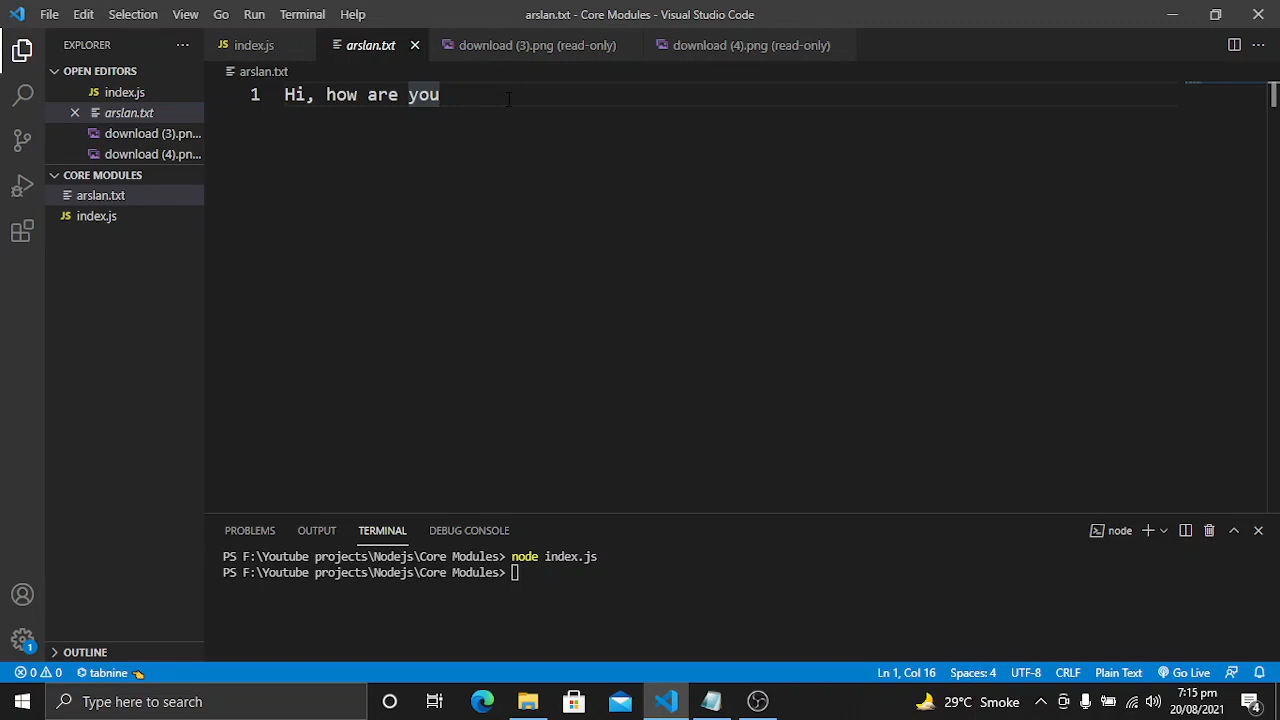 File Edit Selection View Go Run Terminal Help
arslan.txt - Core Modules - Visual Studio Code
EXPLORER
OPEN EDITORS
JS index.js
arslan.txt
download (3).pn...
download (4).pn...
CORE MODULES
arslan.txt
JS index.js
OUTLINE
JS index.js arslan.txt download (3).png (read-only) download (4).png (read-only)
arslan.txt
1 Hi, how are you
PROBLEMS OUTPUT TERMINAL DEBUG CONSOLE
node
PS F:\Youtube projects\Nodejs\Core Modules> node index.js
PS F:\Youtube projects\Nodejs\Core Modules>
1
0 0 tabnine
Ln 1, Col 16 Spaces: 4 UTF-8 CRLF Plain Text Go Live
Type here to search
29°C Smoke
7:15 pm
20/08/2021
4